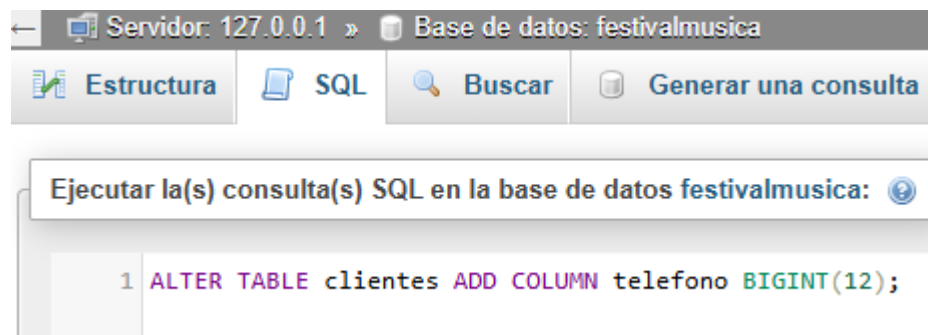 ← Servidor: 127.0.0.1 » Base de datos: festivalmusica
Estructura SQL Buscar Generar una consulta
Ejecutar la(s) consulta(s) SQL en la base de datos festivalmusica:
1 ALTER TABLE clientes ADD COLUMN telefono BIGINT(12);